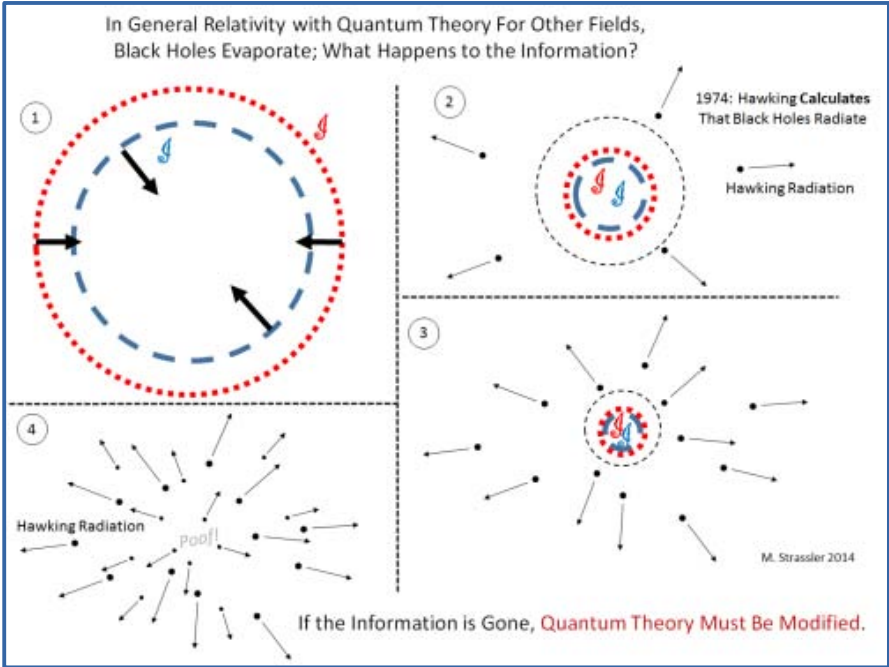 In General Relativity with Quantum Theory For Other Fields,
Black Holes Evaporate; What Happens to the Information?
1
ℐ
ℐ
2
1974: Hawking Calculates
That Black Holes Radiate
ℐ
ℐ
Hawking Radiation
3
ℐ
ℐ
M. Strassler 2014
4
Hawking Radiation
Poof!
If the Information is Gone, Quantum Theory Must Be Modified.